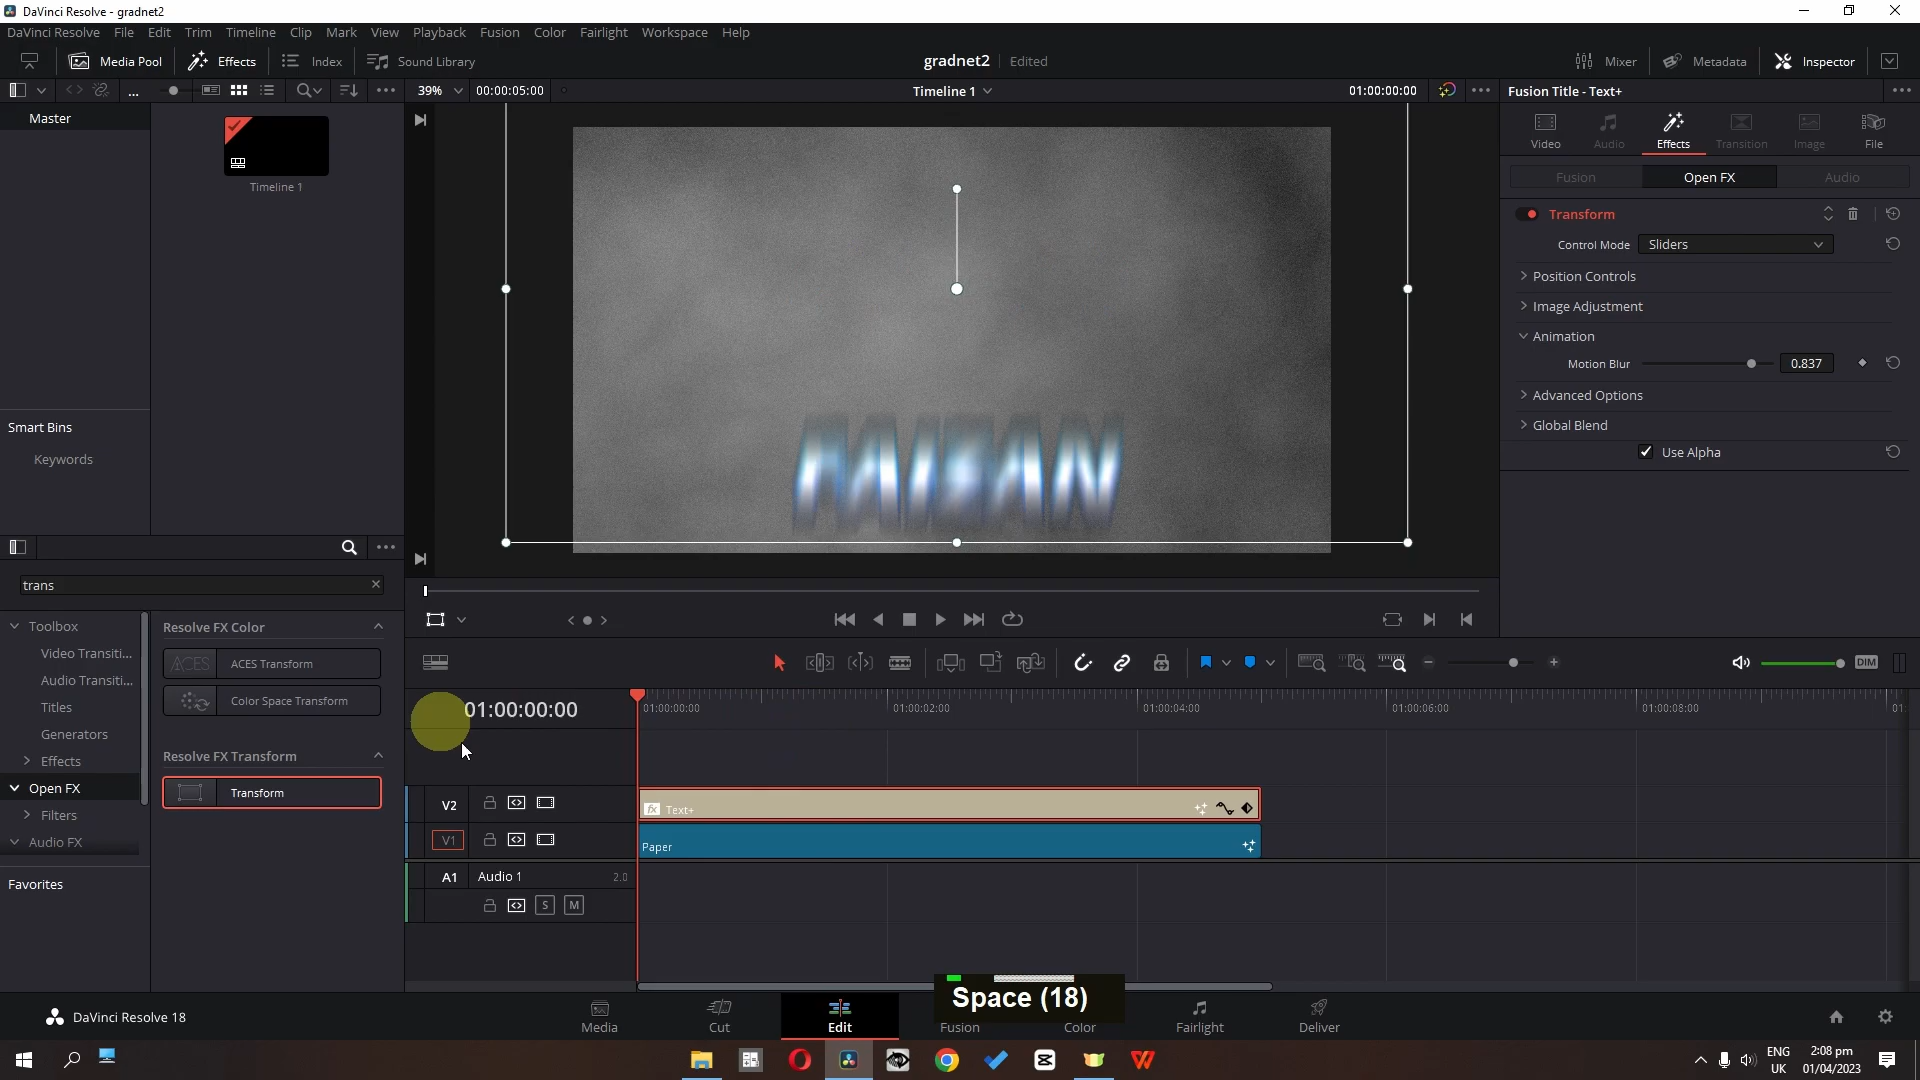 DaVinci Resolve - gradnet2
DaVinci Resolve File Edit Trim Timeline Clip Mark View Playback Fusion Color Fairlight Workspace Help
Media Pool Effects Index Sound Library gradnet2 Edited Mixer Metadata Inspector
39% 00:00:05:00 Timeline 1 01:00:00:00 Fusion Title - Text+
Master
Timeline 1
Video Audio Effects Transition Image File
Fusion Open FX Audio
Transform
Control Mode Sliders
Position Controls
Image Adjustment
Animation
Motion Blur 0.837
Advanced Options
Global Blend
Use Alpha
Smart Bins
Keywords
trans
Toolbox
Video Transiti...
Audio Transiti...
Titles
Generators
Effects
Open FX
Filters
Audio FX
Favorites
Resolve FX Color
ACES ACES Transform
Color Space Transform
Resolve FX Transform
Transform
DIM
01:00:00:00
01:00:00:00 01:00:02:00 01:00:04:00 01:00:06:00 01:00:08:00 01:
V2 fx Text+
V1 Paper
A1 Audio 1 2.0
S M
Space (18)
DaVinci Resolve 18
Media Cut Edit Fusion Color Fairlight Deliver
ENG
UK
2:08 pm
01/04/2023